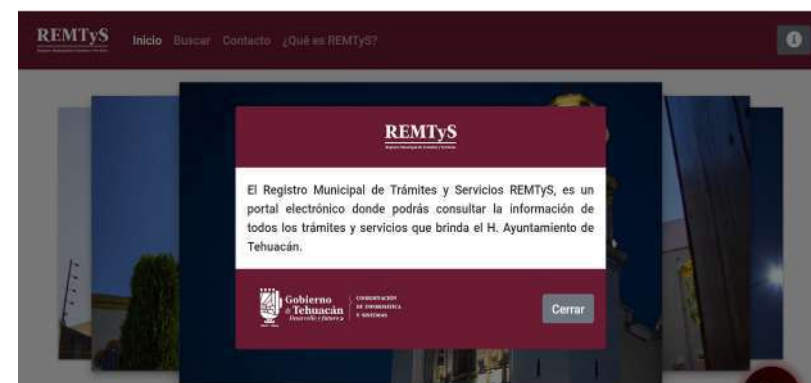 REMTyS
Inicio Buscar Contacto ¿Qué es REMTyS?
REMTyS
El Registro Municipal de Trámites y Servicios REMTyS, es un
portal electrónico donde podrás consultar la información de
todos los trámites y servicios que brinda el H. Ayuntamiento de
Tehuacán.
Gobierno
de Tehuacán
Desarrollo y Futuro
COORDINACIÓN
DE INFORMÁTICA
Y SISTEMAS
Cerrar